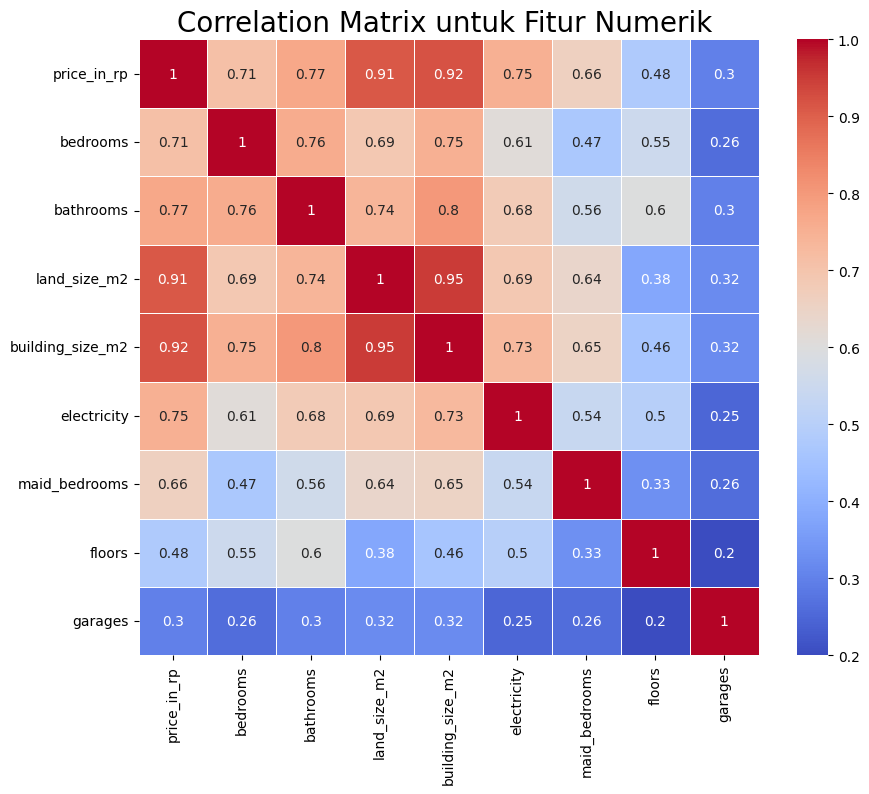 Correlation Matrix untuk Fitur Numerik
price_in_rp 1 0.71 0.77 0.91 0.92 0.75 0.66 0.48 0.3
bedrooms 0.71 1 0.76 0.69 0.75 0.61 0.47 0.55 0.26
bathrooms 0.77 0.76 1 0.74 0.8 0.68 0.56 0.6 0.3
land_size_m2 0.91 0.69 0.74 1 0.95 0.69 0.64 0.38 0.32
building_size_m2 0.92 0.75 0.8 0.95 1 0.73 0.65 0.46 0.32
electricity 0.75 0.61 0.68 0.69 0.73 1 0.54 0.5 0.25
maid_bedrooms 0.66 0.47 0.56 0.64 0.65 0.54 1 0.33 0.26
floors 0.48 0.55 0.6 0.38 0.46 0.5 0.33 1 0.2
garages 0.3 0.26 0.3 0.32 0.32 0.25 0.26 0.2 1
price_in_rp
bedrooms
bathrooms
land_size_m2
building_size_m2
electricity
maid_bedrooms
floors
garages
1.0
0.9
0.8
0.7
0.6
0.5
0.4
0.3
0.2